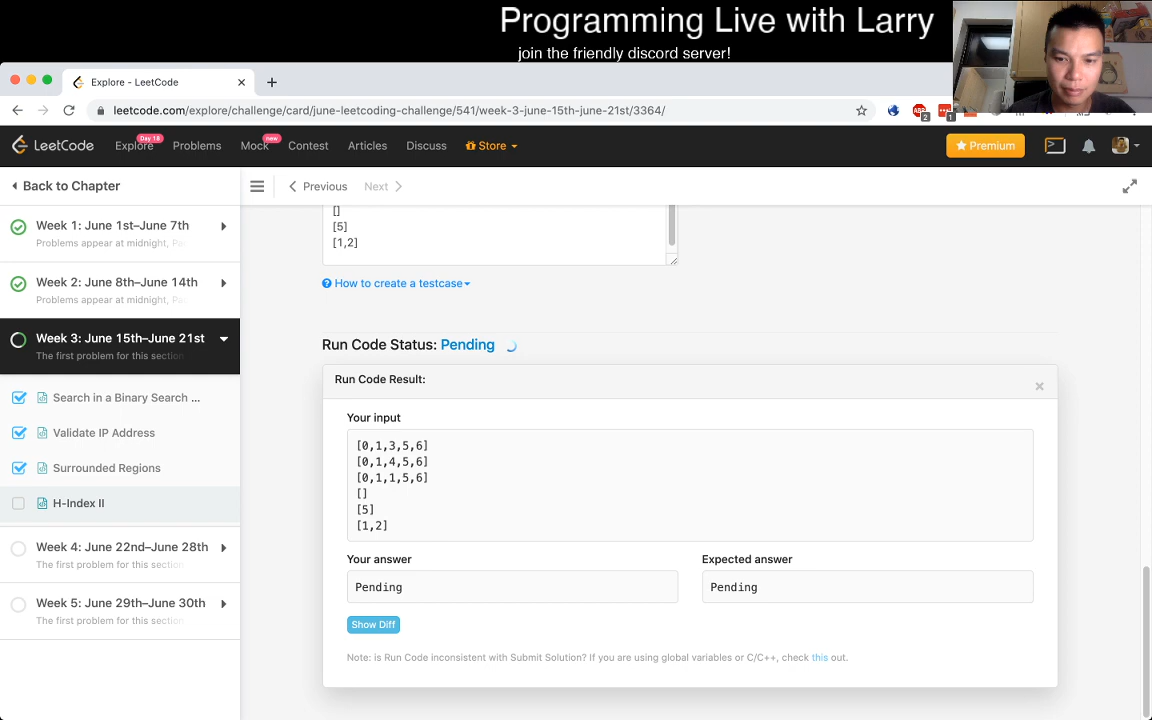 Programming Live with Larry
join the friendly discord server!
Explore - LeetCode
leetcode.com/explore/challenge/card/june-leetcoding-challenge/541/week-3-june-15th-june-21st/3364/
ABP
2
1
LeetCode
Explore
Day 18
Problems
Mock
new
Contest
Articles
Discuss
Store
Premium
Back to Chapter
Previous
Next
Week 1: June 1st–June 7th
Problems appear at midnight,
Week 2: June 8th–June 14th
Problems appear at midnight,
Week 3: June 15th–June 21st
The first problem for this section
Search in a Binary Search ...
Validate IP Address
Surrounded Regions
H-Index II
Week 4: June 22nd–June 28th
The first problem for this section
Week 5: June 29th–June 30th
The first problem for this section
[]
[5]
[1,2]
How to create a testcase
Run Code Status: Pending
Run Code Result:
×
Your input
[0,1,3,5,6]
[0,1,4,5,6]
[0,1,1,5,6]
[]
[5]
[1,2]
Your answer
Expected answer
Pending
Pending
Show Diff
Note: is Run Code inconsistent with Submit Solution? If you are using global variables or C/C++, check this out.